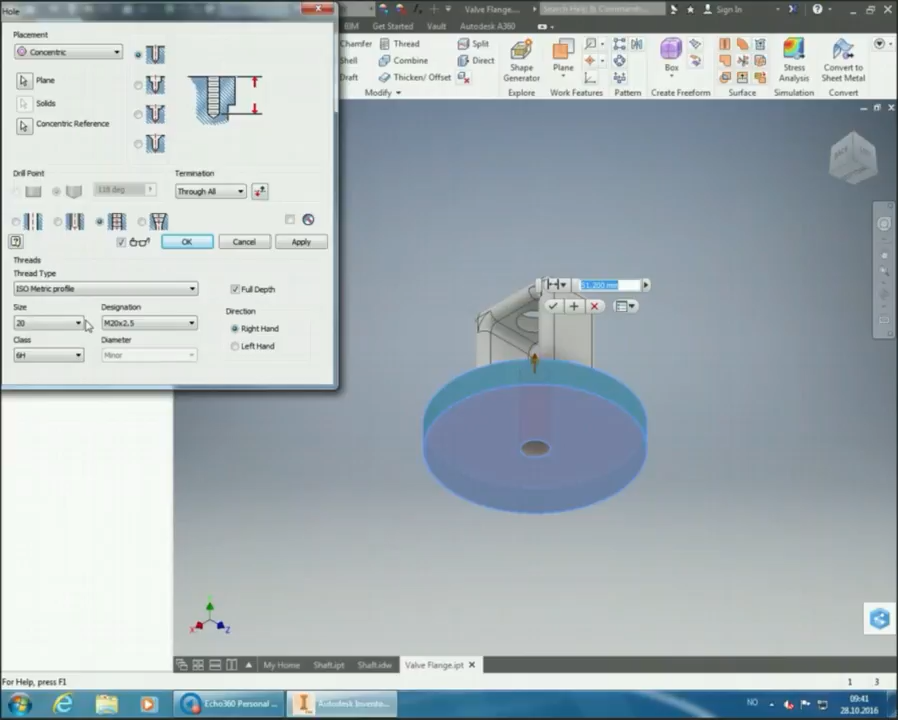 Hole
Placement
Concentric
Plane
Solids
Concentric Reference
Drill Point
118 deg
Termination
Through All
OK
Cancel
Apply
Threads
Thread Type
ISO Metric profile
Full Depth
Size
Designation
20
M20x2.5
Direction
Right Hand
Left Hand
Class
Diameter
6H
Minor
Valve Flange....
Search & Commands...
Sign In
BIM
Get Started
Vault
Autodesk A360
Chamfer
Thread
Split
Shell
Combine
Direct
Draft
Thicken/ Offset
Modify
Shape
Generator
Explore
Plane
Work Features
Pattern
Box
Create Freeform
Surface
Stress
Analysis
Simulation
Convert to
Sheet Metal
Convert
BACK
X
Z
My Home
Shaft.ipt
Shaft.idw
Valve Flange.ipt
For Help, press F1
1
3
Echo360 Personal ...
Autodesk Invento...
NO
09:41
28.10.2016